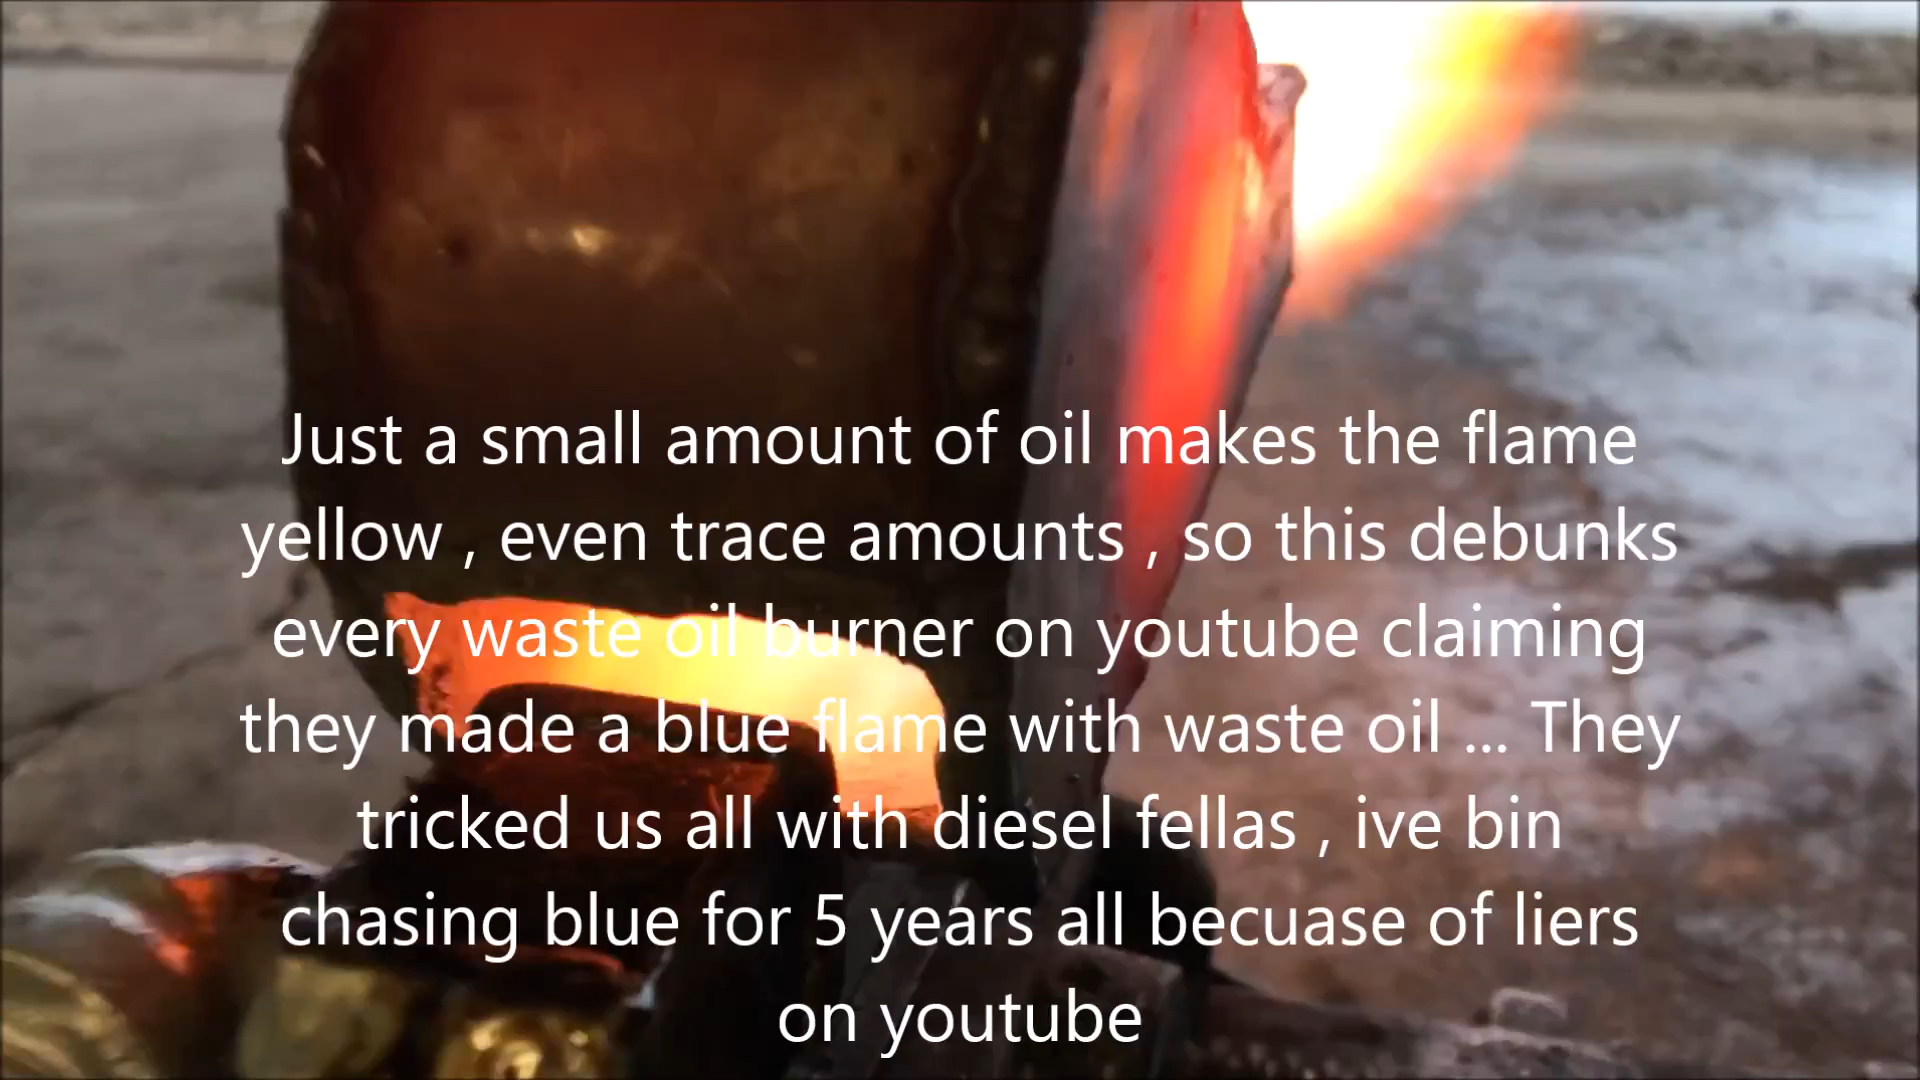 Just a small amount of oil makes the flame
yellow , even trace amounts , so this debunks
every waste oil burner on youtube claiming
they made a blue flame with waste oil ... They
tricked us all with diesel fellas , ive bin
chasing blue for 5 years all becuase of liers
on youtube